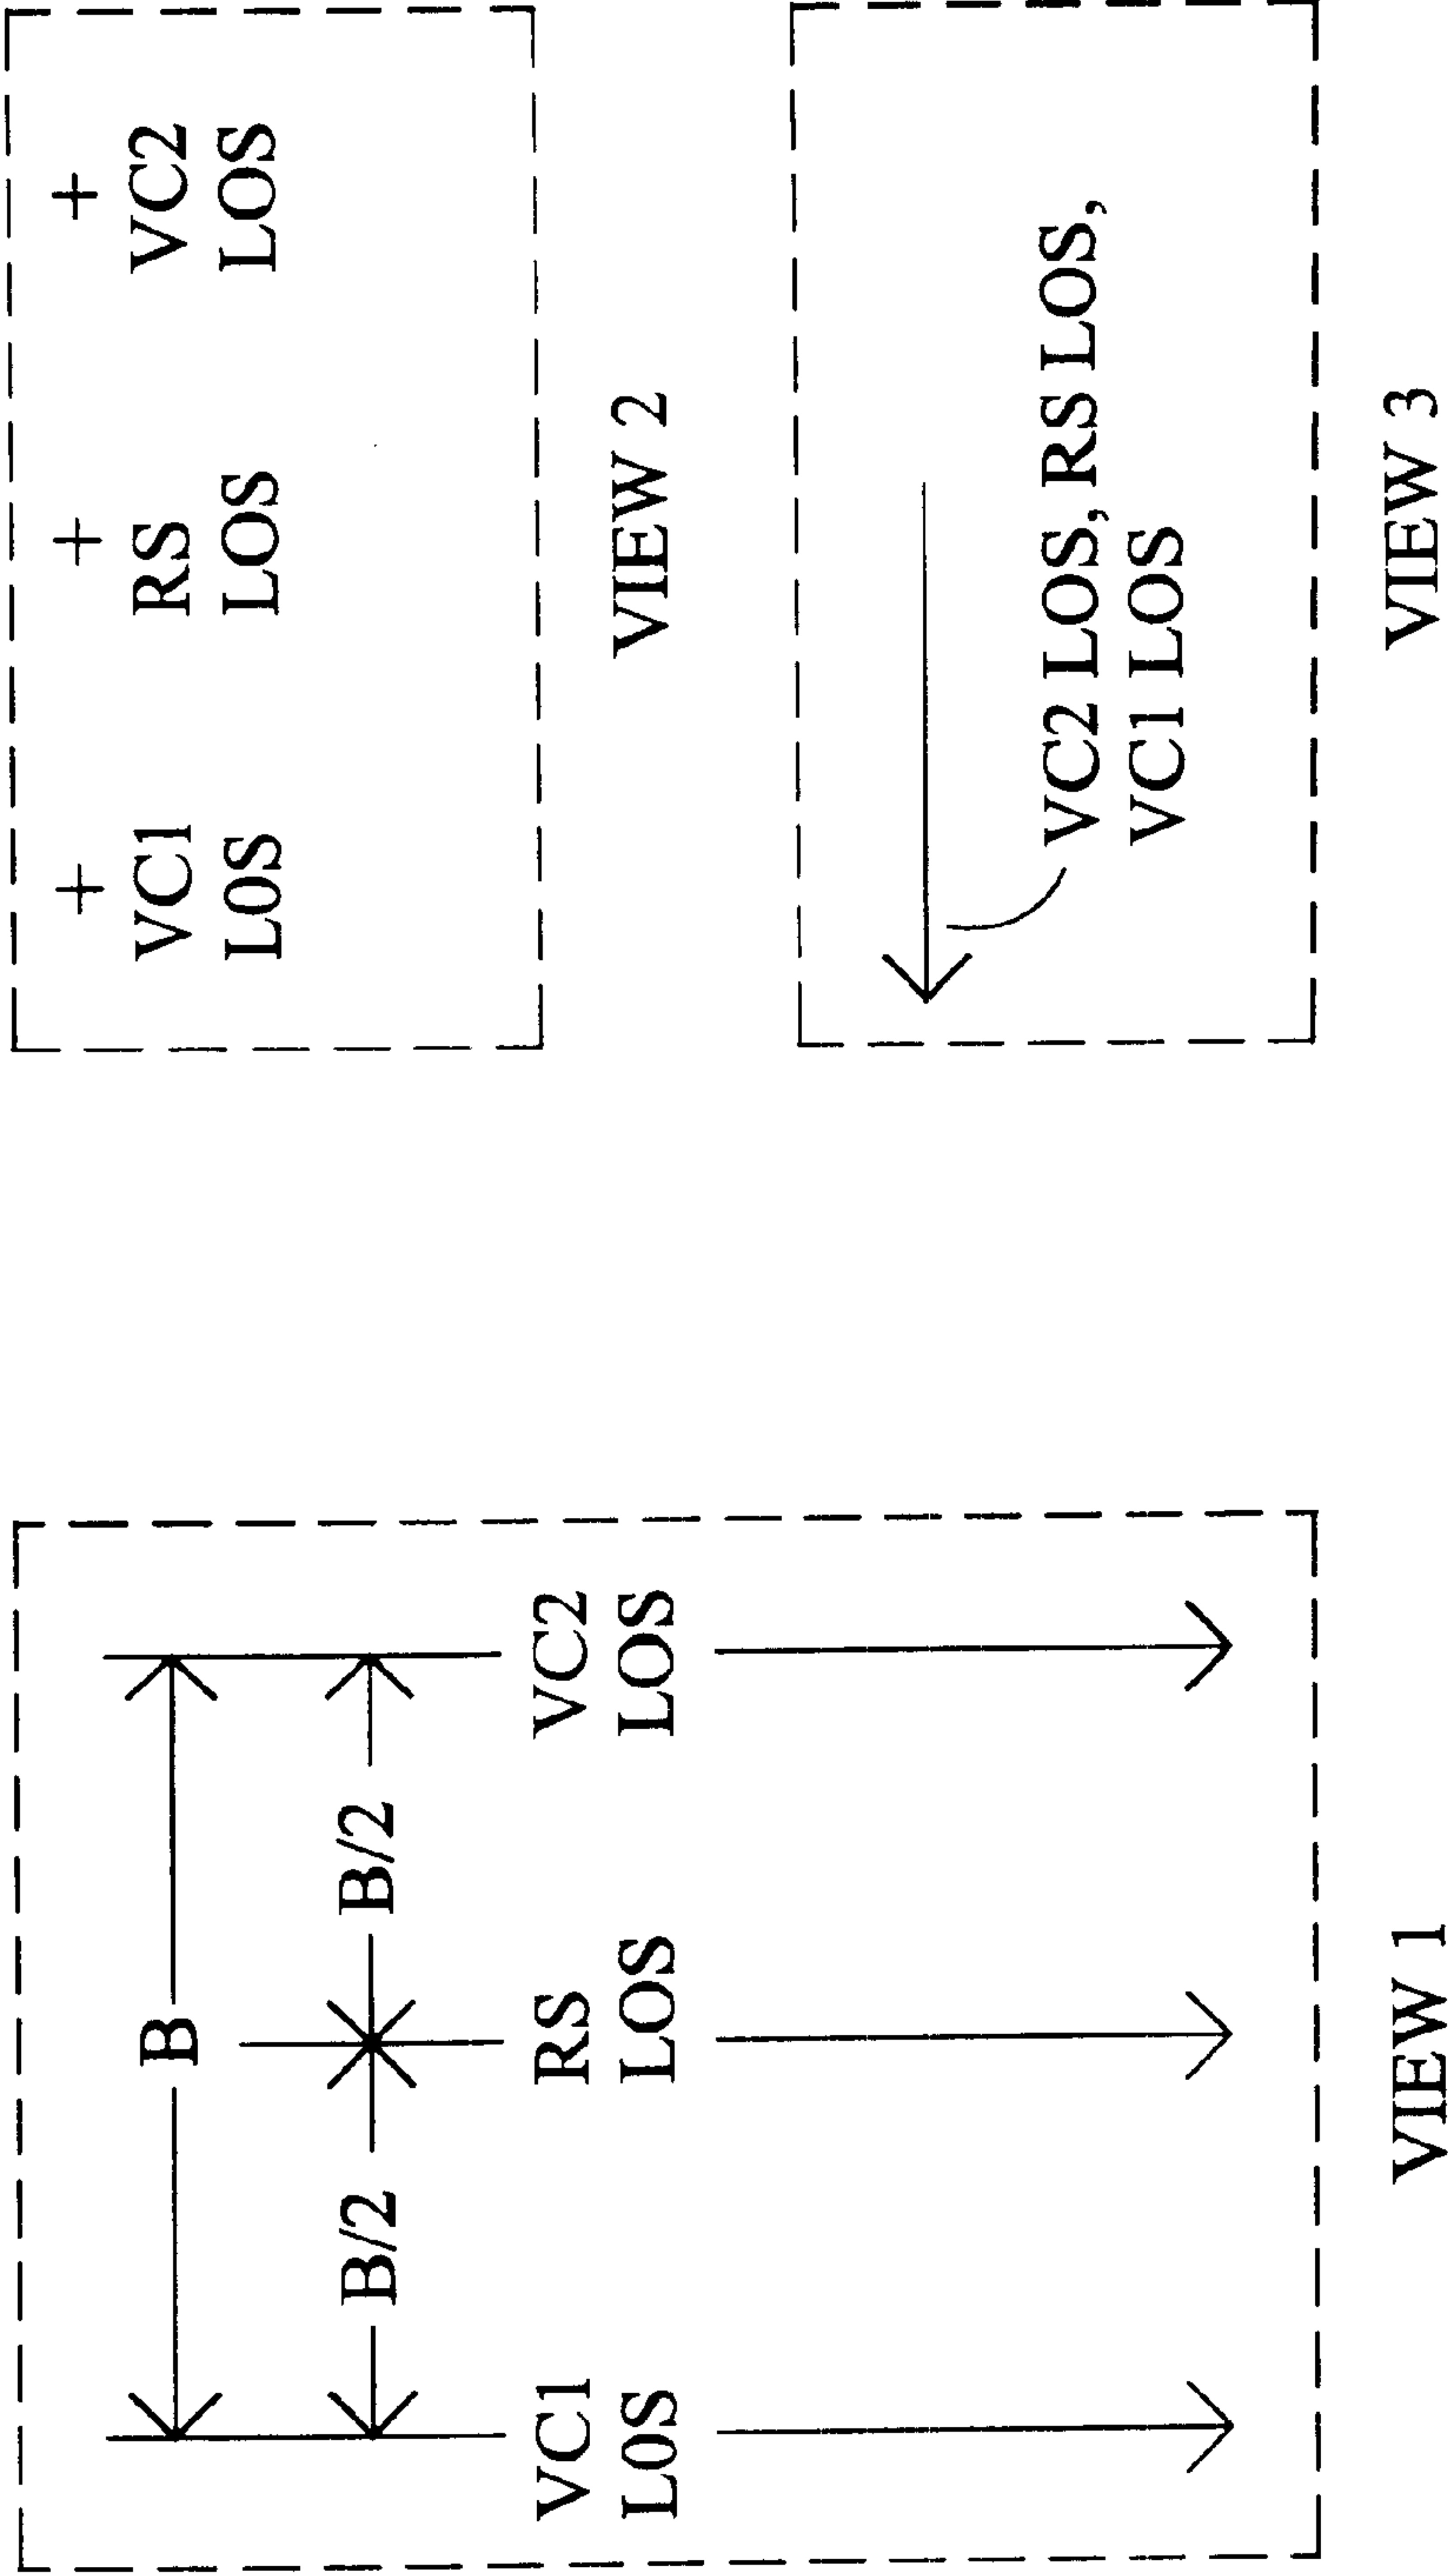 B
B/2 B/2
VC1 RS VC2
L0S LOS LOS
VIEW 1
+ + +
VC1 RS VC2
L0S LOS LOS
VIEW 2
VC2 LOS, RS LOS,
VC1 LOS
VIEW 3